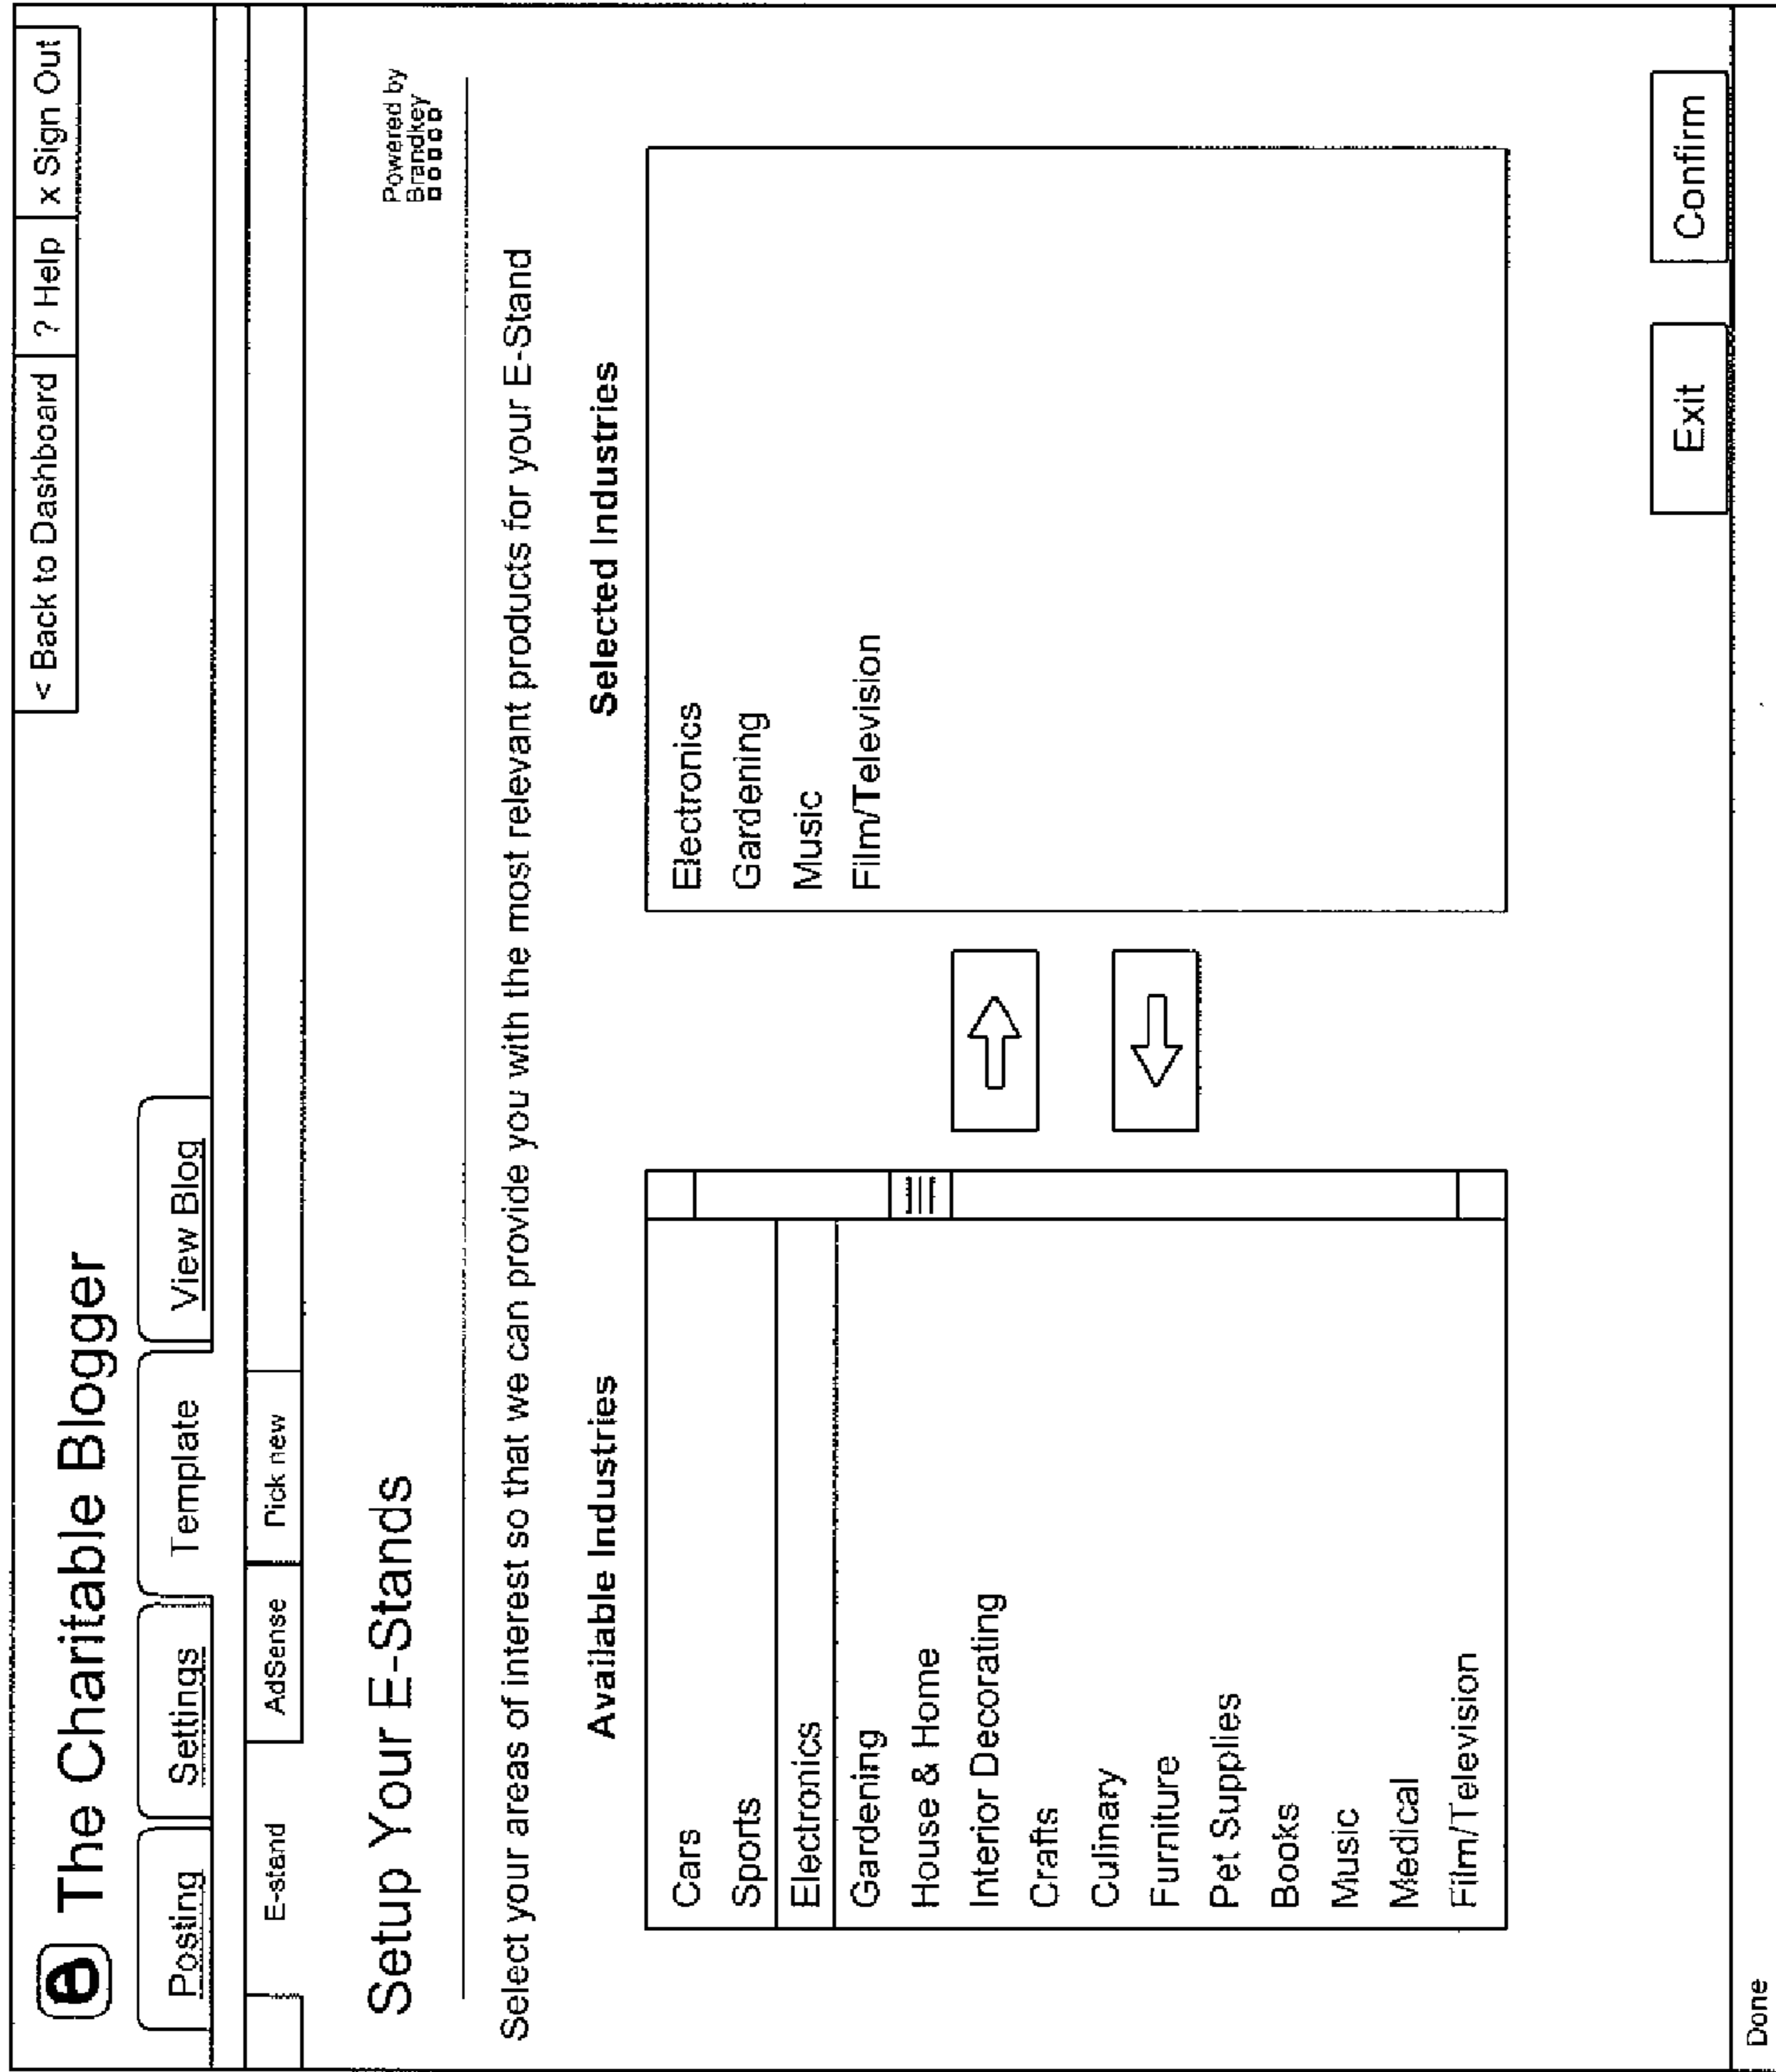 < Back to Dashboard ? Help x Sign Out
e The Charitable Blogger
Posting Settings Template View Blog
E-stand AdSense Pick new
Setup Your E-Stands
Powered by
Brandkey
Select your areas of interest so that we can provide you with the most relevant products for your E-Stand
Available Industries
Cars
Sports
Electronics
Gardening
House & Home
Interior Decorating
Crafts
Culinary
Furniture
Pet Supplies
Books
Music
Medical
Film/Television
Selected Industries
Electronics
Gardening
Music
Film/Television
Exit Confirm
Done